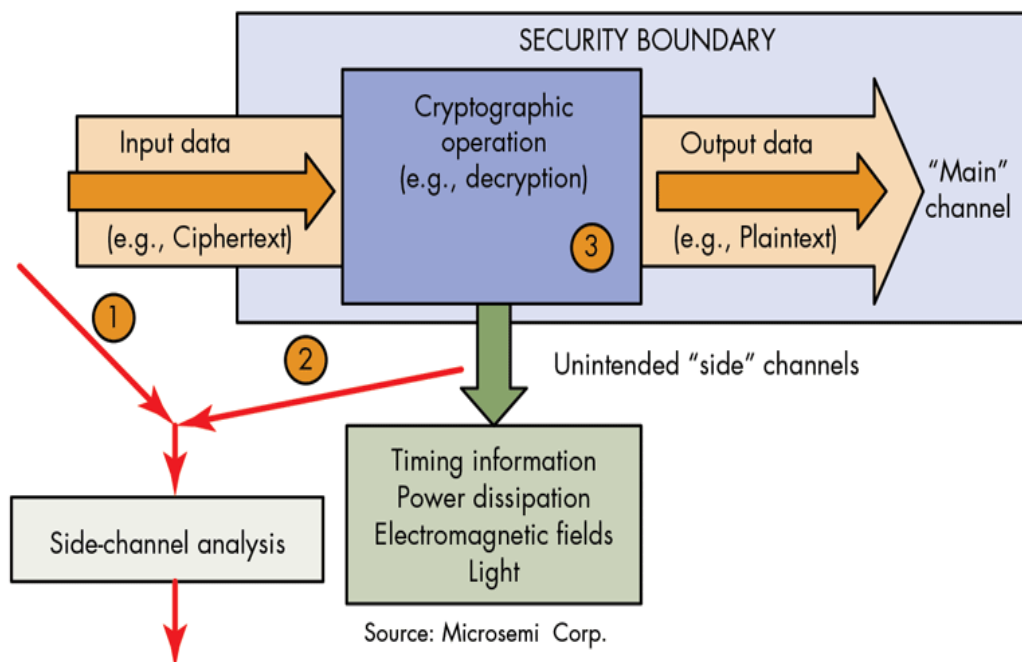 SECURITY BOUNDARY
Input data
(e.g., Ciphertext)
Cryptographic
operation
(e.g., decryption)
3
Output data
(e.g., Plaintext)
“Main”
channel
1
2
Unintended “side” channels
Timing information
Power dissipation
Electromagnetic fields
Light
Side-channel analysis
Source: Microsemi Corp.